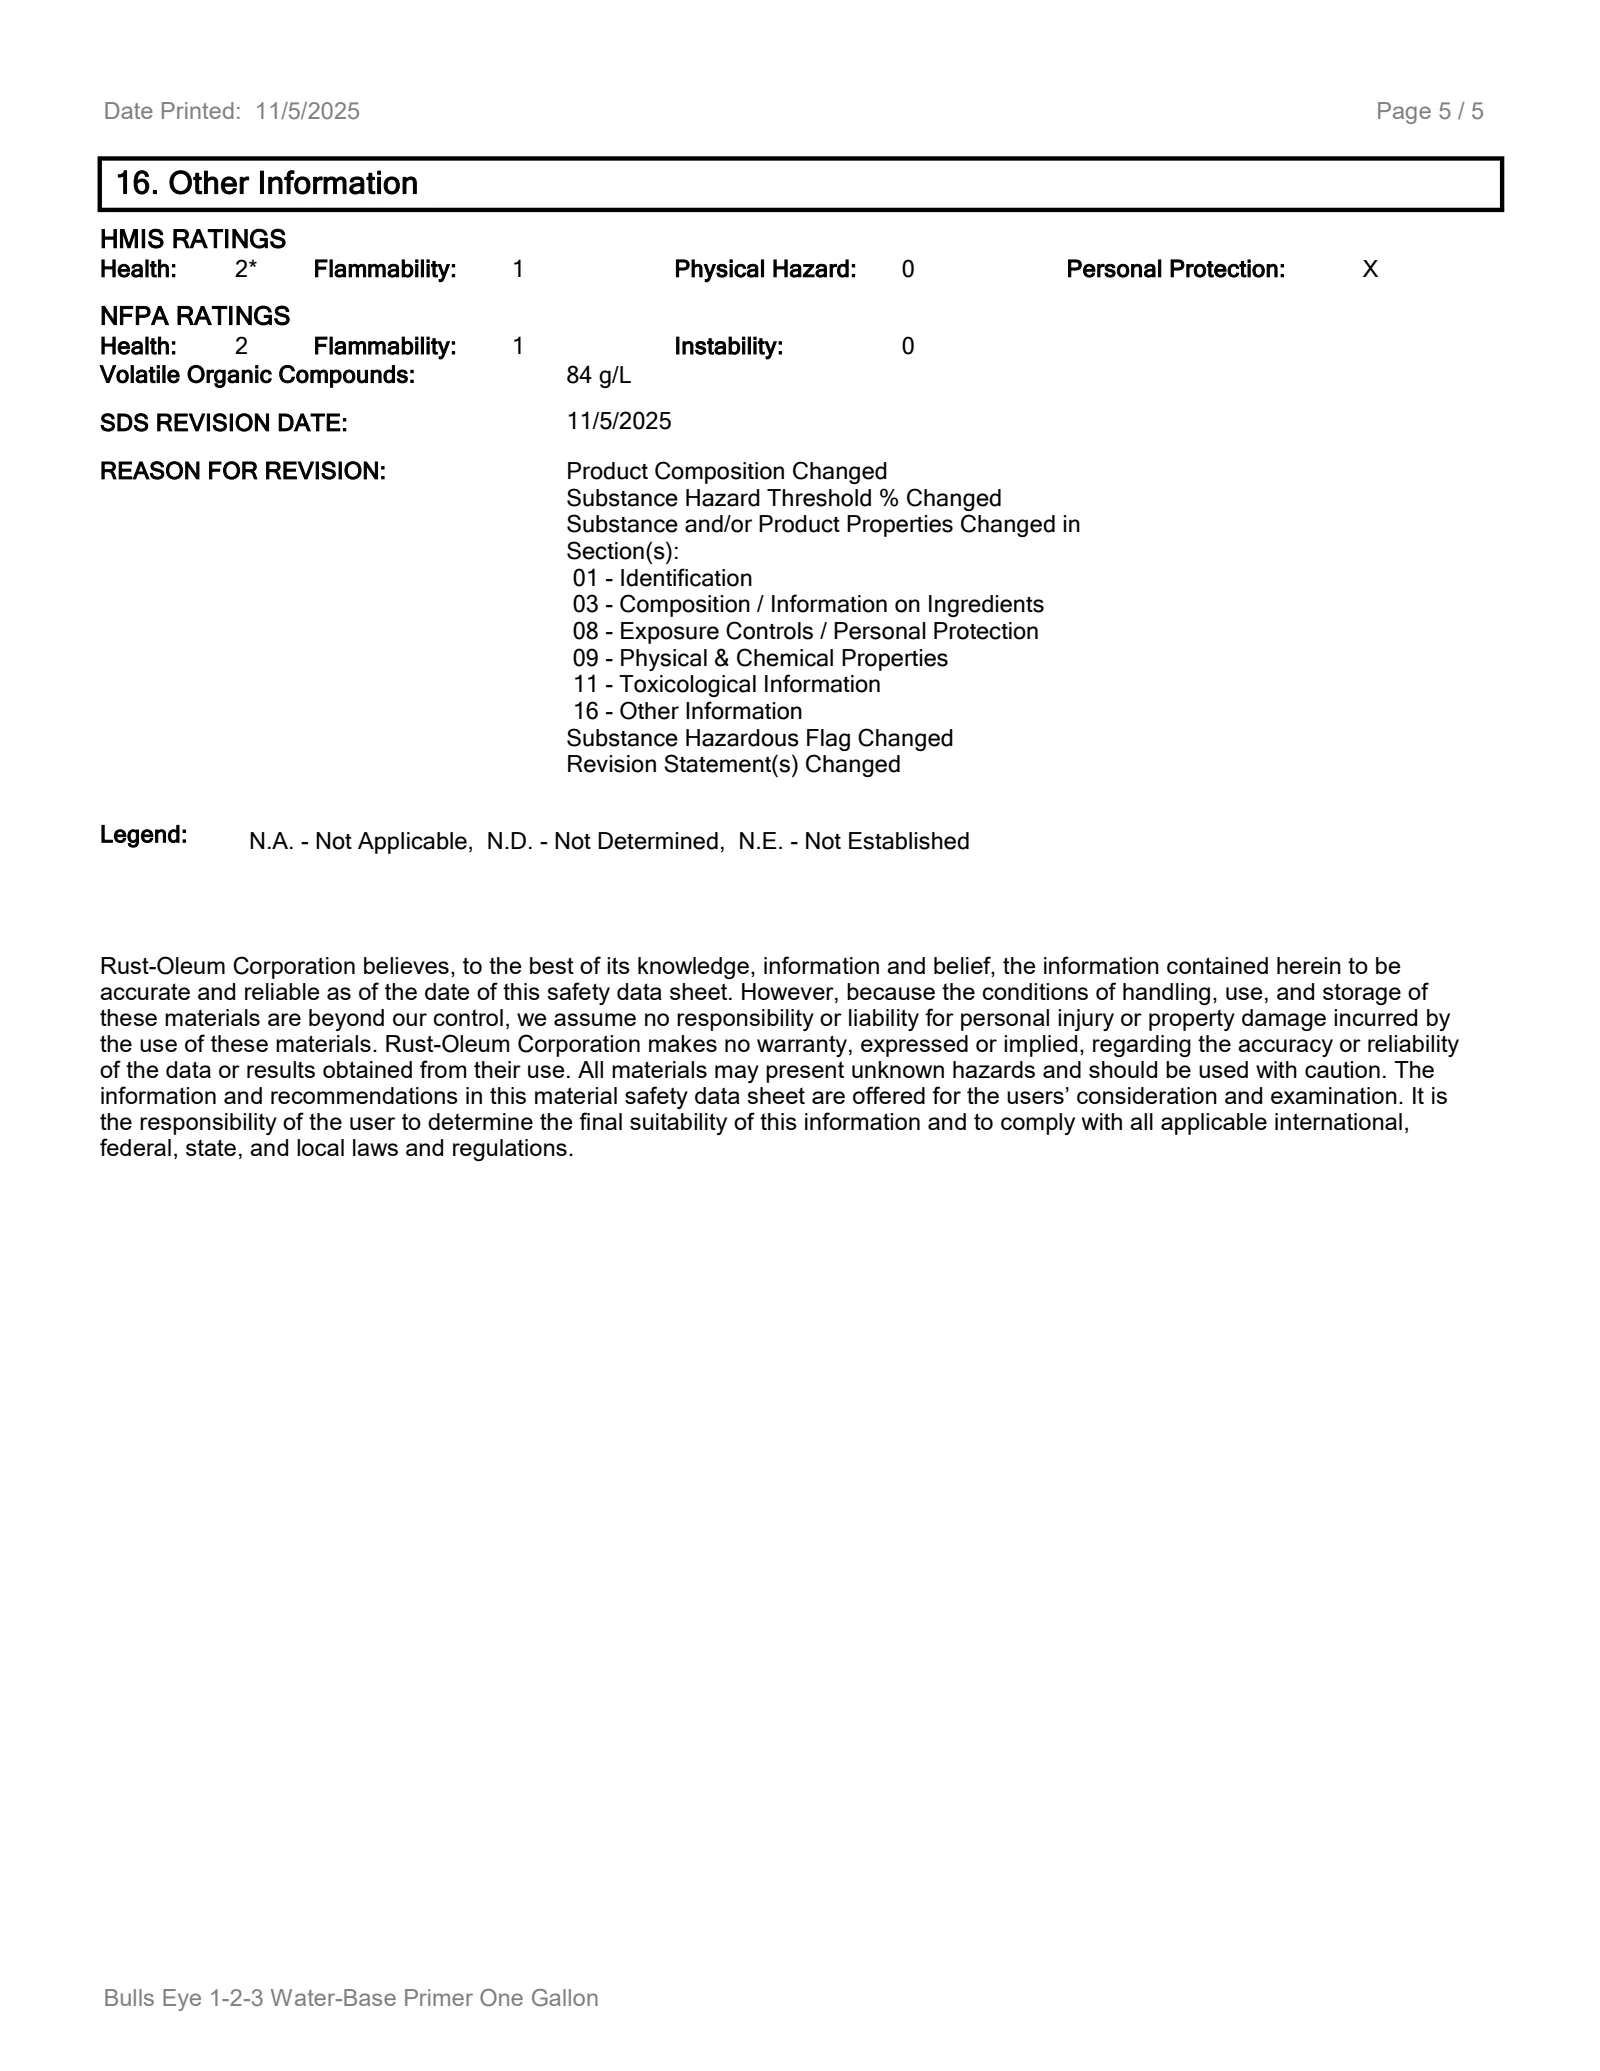 Date Printed:  11/5/2025    Page 5 / 5
16. Other Information
HMIS RATINGS
Health: 2* Flammability: 1 Physical Hazard: 0 Personal Protection: X
NFPA RATINGS
Health: 2 Flammability: 1 Instability: 0
Volatile Organic Compounds: 84 g/L
SDS REVISION DATE: 11/5/2025
REASON FOR REVISION: Product Composition Changed
Substance Hazard Threshold % Changed
Substance and/or Product Properties Changed in
Section(s):
01 - Identification
03 - Composition / Information on Ingredients
08 - Exposure Controls / Personal Protection
09 - Physical & Chemical Properties
11 - Toxicological Information
16 - Other Information
Substance Hazardous Flag Changed
Revision Statement(s) Changed
Legend: N.A. - Not Applicable,  N.D. - Not Determined,  N.E. - Not Established
Rust-Oleum Corporation believes, to the best of its knowledge, information and belief, the information contained herein to be
accurate and reliable as of the date of this safety data sheet. However, because the conditions of handling, use, and storage of
these materials are beyond our control, we assume no responsibility or liability for personal injury or property damage incurred by
the use of these materials. Rust-Oleum Corporation makes no warranty, expressed or implied, regarding the accuracy or reliability
of the data or results obtained from their use. All materials may present unknown hazards and should be used with caution. The
information and recommendations in this material safety data sheet are offered for the users’ consideration and examination. It is
the responsibility of the user to determine the final suitability of this information and to comply with all applicable international,
federal, state, and local laws and regulations.
Bulls Eye 1-2-3 Water-Base Primer One Gallon